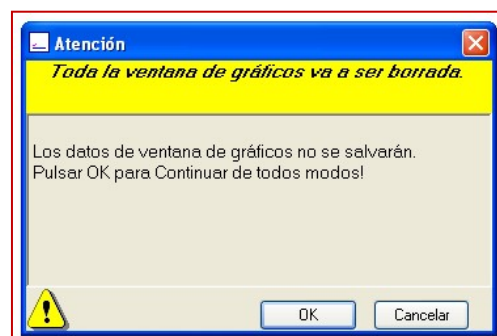 Atención
Toda la ventana de gráficos va a ser borrada.
Los datos de ventana de gráficos no se salvarán.
Pulsar OK para Continuar de todos modos!
OK
Cancelar